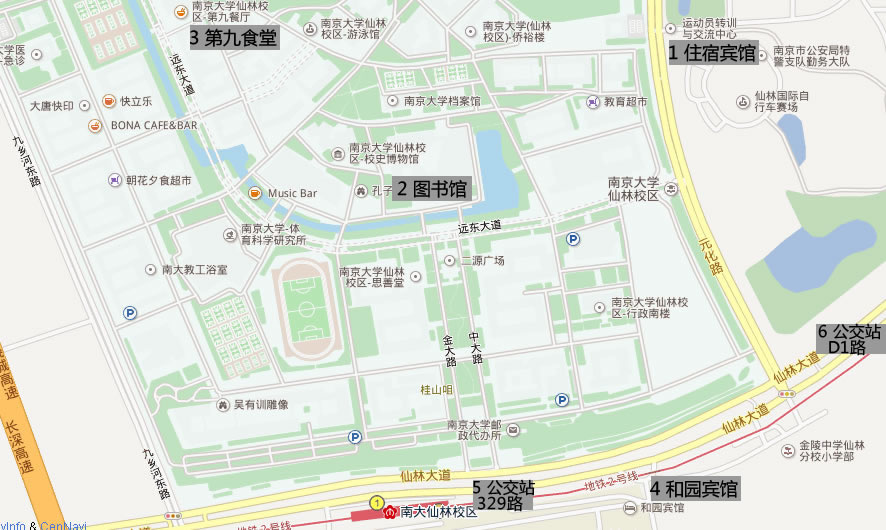 南京大学仙林校
区-第九餐厅
3 第九食堂
南京大学仙林
校区-游泳馆
南京大学(仙林
校区)-侨裕楼
运动员转训
与交流中心
1 住宿宾馆
南京市公安局特
警支队勤务大队
大学医
-急诊
远东大道
大唐快印
快立乐
BONA CAFE&BAR
南京大学档案馆
教育超市
仙林国际自
行车赛场
九乡河东路
南京大学仙林校
区-校史博物馆
朝花夕食超市
Music Bar
孔子
2 图书馆
南京大学
仙林校区
南京大学-体
育科学研究所
远东大道
二源广场
元化路
南大教工浴室
南京大学仙林
校区-思善堂
南京大学仙林校
区-行政南楼
金大路
中大路
6 公交站
D1路
仙林大道
桂山咀
吴有训雕像
仙林大道
南京大学邮
政代办所
长深高速
九乡河东路
金陵中学仙林
分校小学部
仙林大道
5 公交站
329路
地铁2号线
4 和园宾馆
和园宾馆
1
南大仙林校区
地铁2号线
vInfo & CenNavi